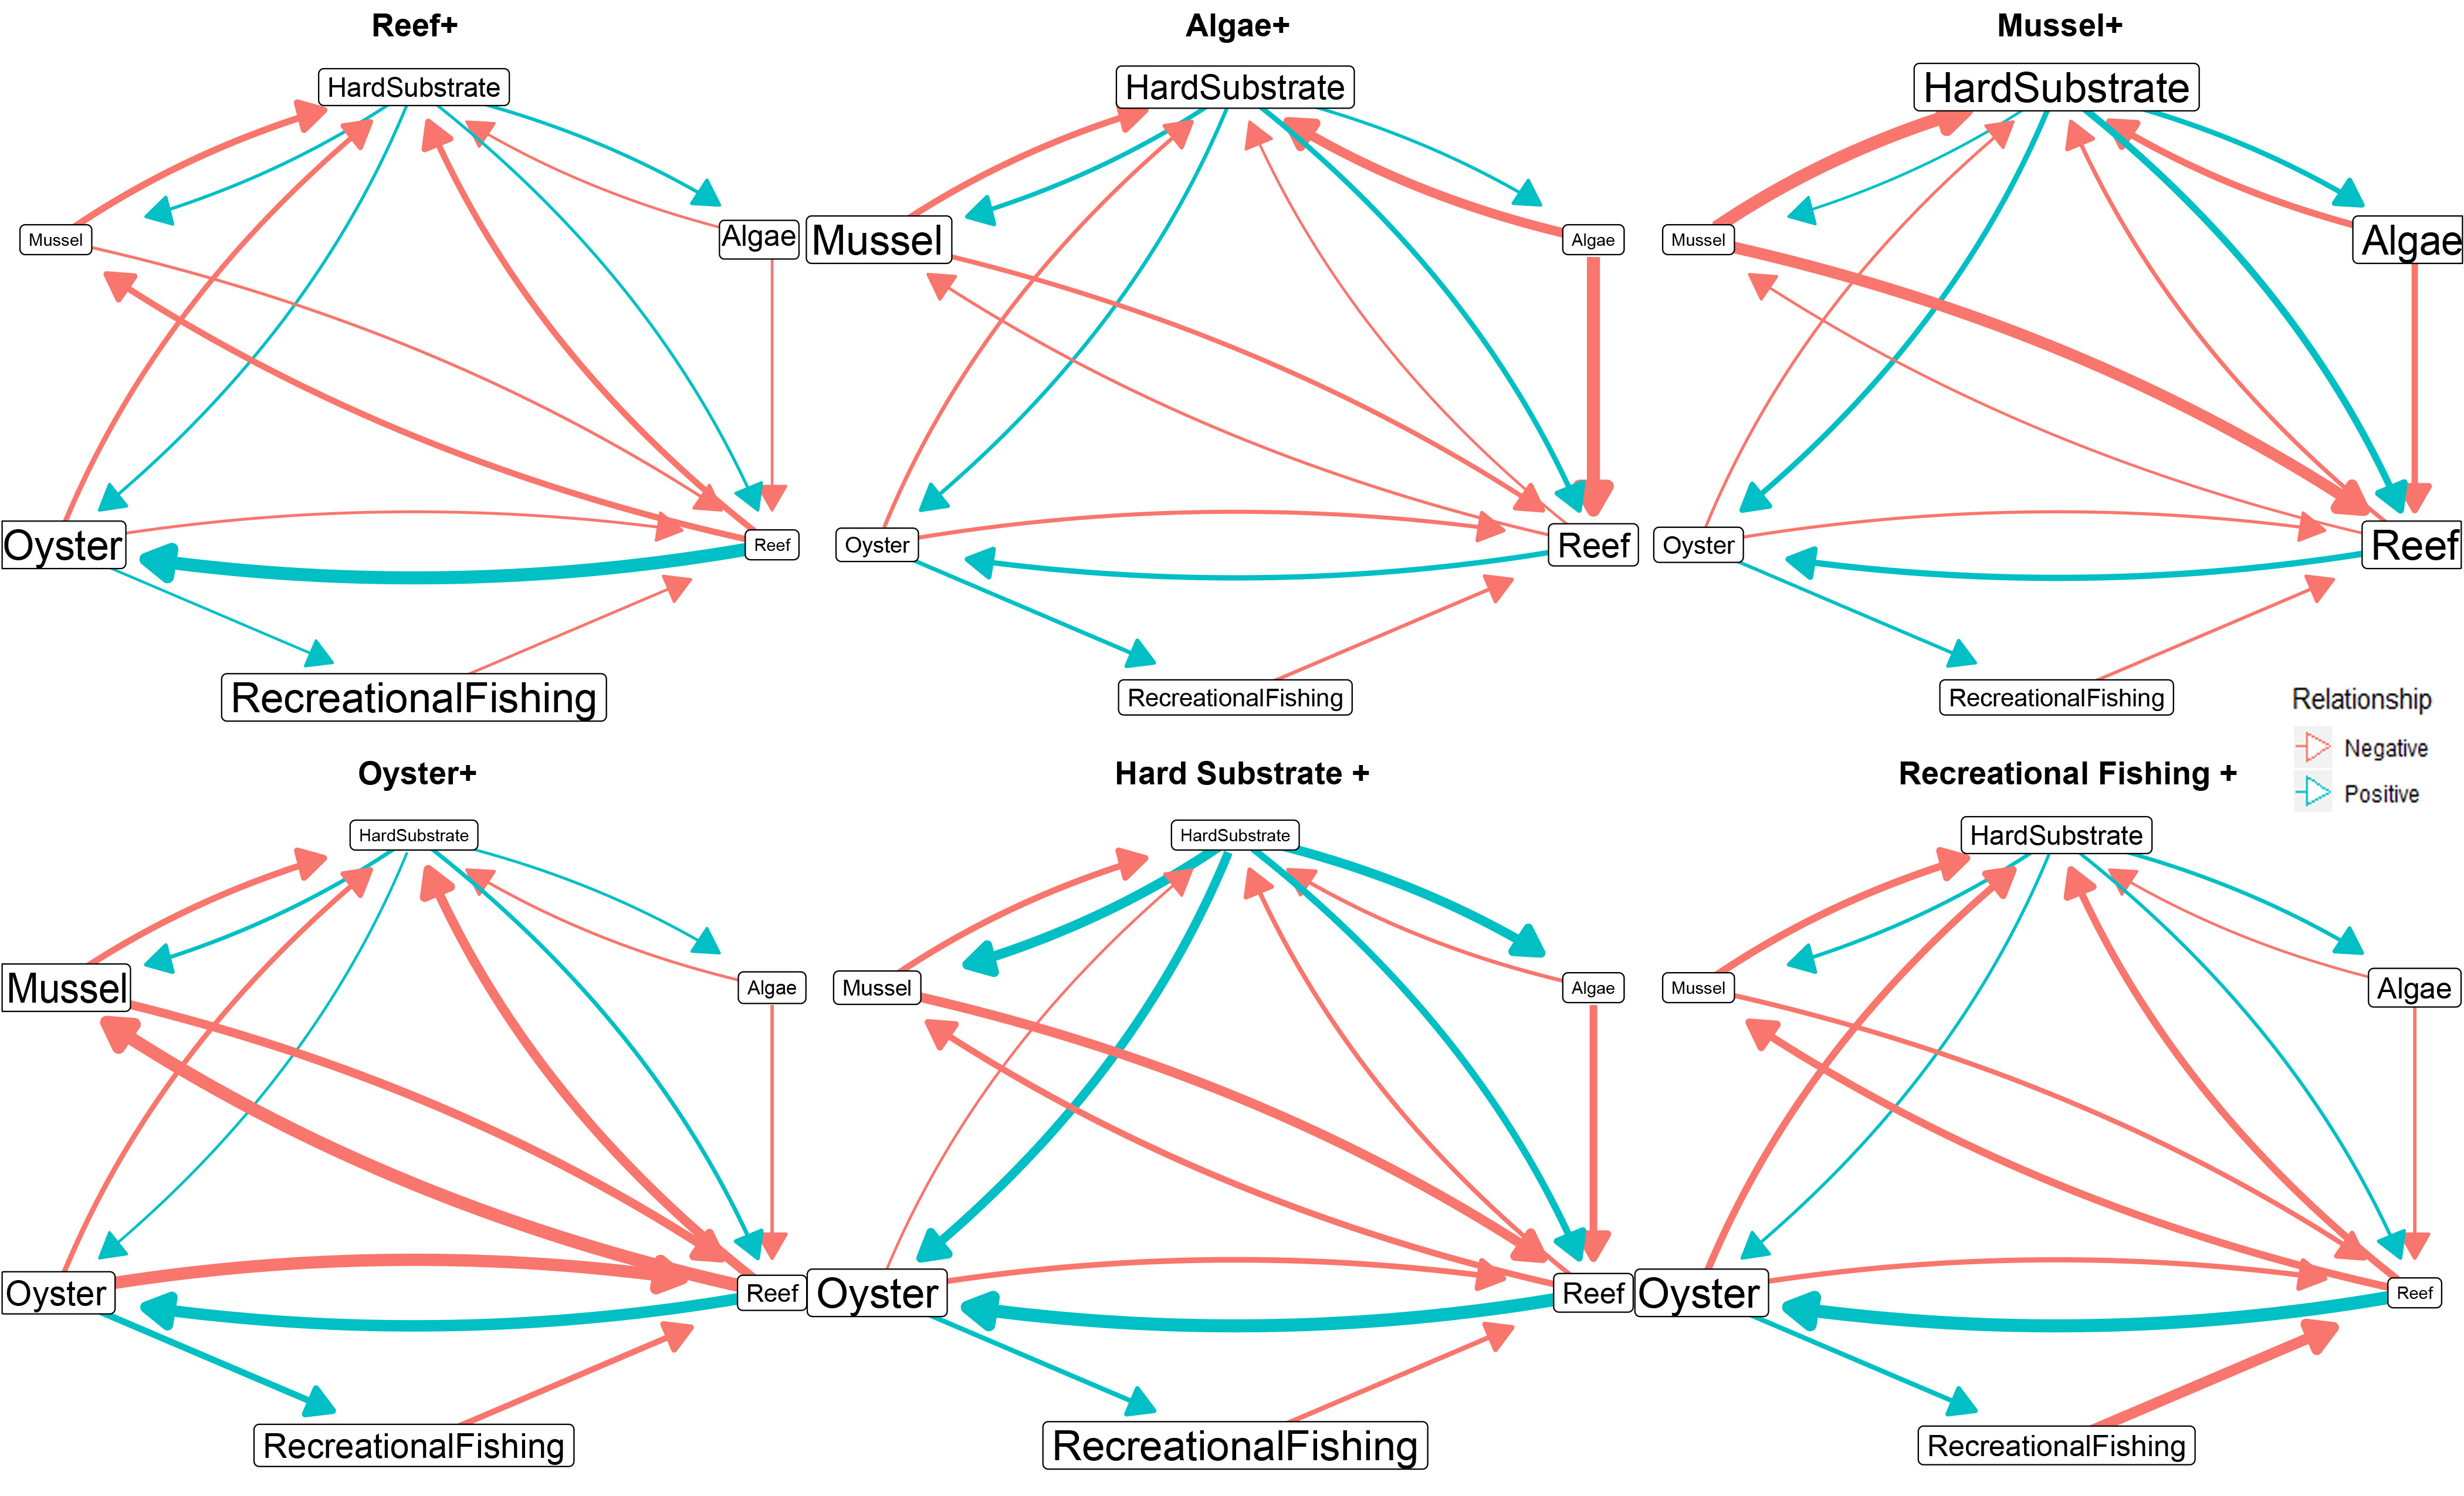 Reef+
HardSubstrate
Mussel
Algae
Oyster
Reef
RecreationalFishing
Algae+
HardSubstrate
Mussel
Algae
Oyster
Reef
RecreationalFishing
Mussel+
HardSubstrate
Mussel
Algae
Oyster
Reef
RecreationalFishing
Relationship
Negative
Positive
Oyster+
HardSubstrate
Mussel
Algae
Oyster
Reef
RecreationalFishing
Hard Substrate +
HardSubstrate
Mussel
Algae
Oyster
Reef
RecreationalFishing
Recreational Fishing +
HardSubstrate
Mussel
Algae
Oyster
Reef
RecreationalFishing